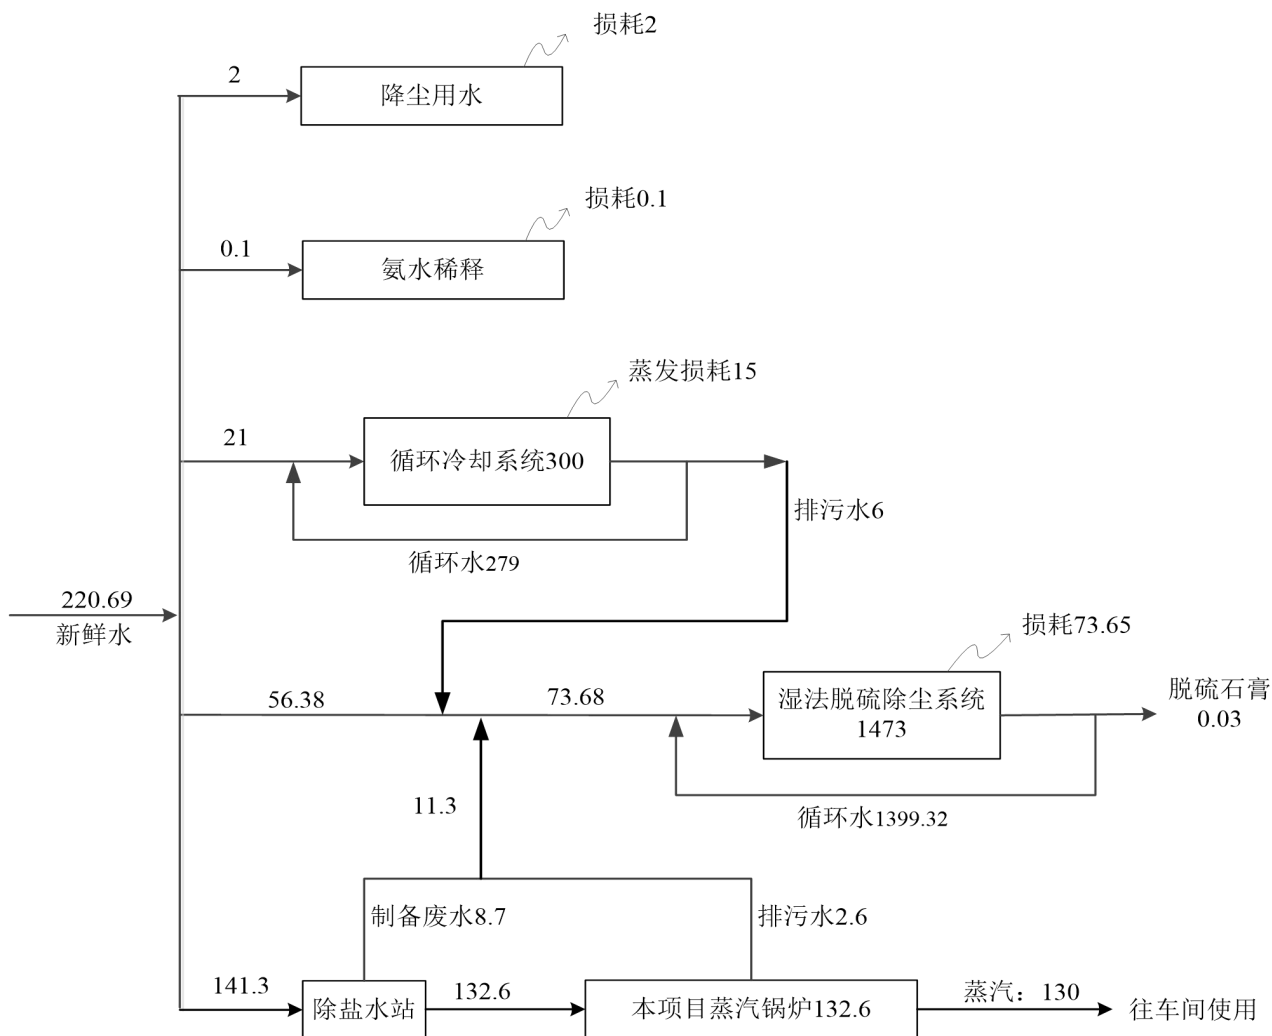 损耗2
2
降尘用水
损耗0.1
0.1
氨水稀释
蒸发损耗15
21
循环冷却系统300
排污水6
循环水279
220.69
新鲜水
损耗73.65
56.38
73.68
湿法脱硫除尘系统
1473
脱硫石膏
0.03
11.3
循环水1399.32
制备废水8.7
排污水2.6
141.3
除盐水站
132.6
本项目蒸汽锅炉132.6
蒸汽：130
往车间使用